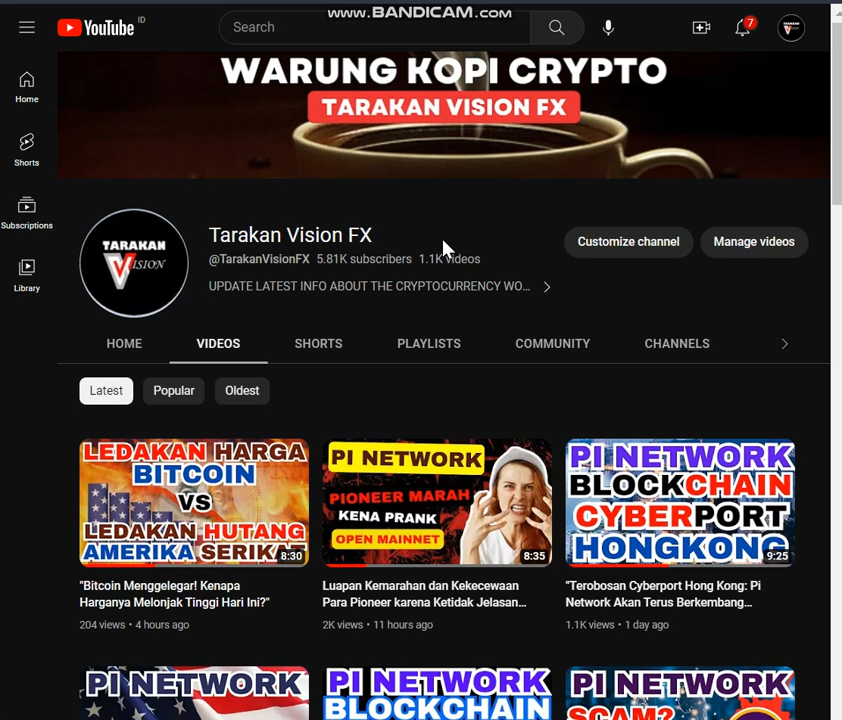 www.BANDICAM.com
YouTube ID
Search
7
Home
Shorts
Subscriptions
Library
WARUNG KOPI CRYPTO
TARAKAN VISION FX
TARAKAN
VISION
Tarakan Vision FX
@TarakanVisionFX 5.81K subscribers 1.1K videos
UPDATE LATEST INFO ABOUT THE CRYPTOCURRENCY WO...
Customize channel
Manage videos
HOME VIDEOS SHORTS PLAYLISTS COMMUNITY CHANNELS
Latest Popular Oldest
LEDAKAN HARGA
BITCOIN
VS
LEDAKAN HUTANG
AMERIKA SERIKAT
8:30
"Bitcoin Menggelegar! Kenapa
Harganya Melonjak Tinggi Hari Ini?"
204 views • 4 hours ago
PI NETWORK
PIONEER MARAH
KENA PRANK
OPEN MAINNET
8:35
Luapan Kemarahan dan Kekecewaan
Para Pioneer karena Ketidak Jelasan...
2K views • 11 hours ago
PI NETWORK
BLOCKCHAIN
CYBERPORT
HONGKONG
9:25
"Terobosan Cyberport Hong Kong: Pi
Network Akan Terus Berkembang...
1.1K views • 1 day ago
PI NETWORK
PI NETWORK
BLOCKCHAIN
PI NETWORK
SCAM?